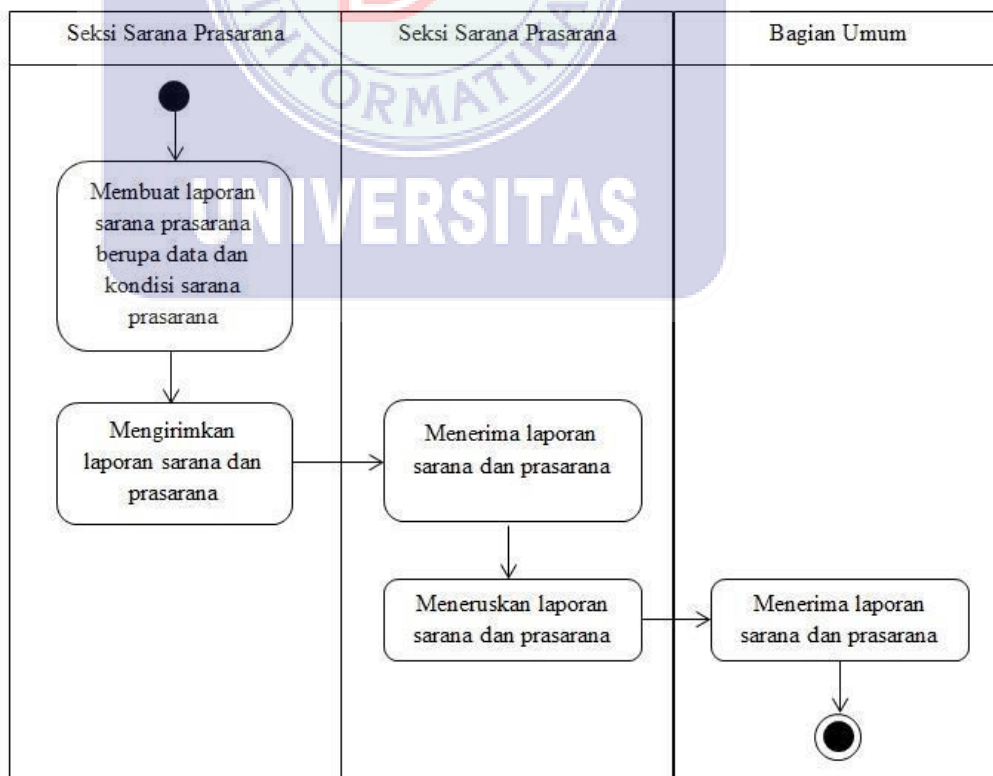 Seksi Sarana Prasarana
Seksi Sarana Prasarana
Bagian Umum
INFORMATIKA
UNIVERSITAS
Membuat laporan
sarana prasarana
berupa data dan
kondisi sarana
prasarana
Mengirimkan
laporan sarana dan
prasarana
Menerima laporan
sarana dan prasarana
Meneruskan laporan
sarana dan prasarana
Menerima laporan
sarana dan prasarana